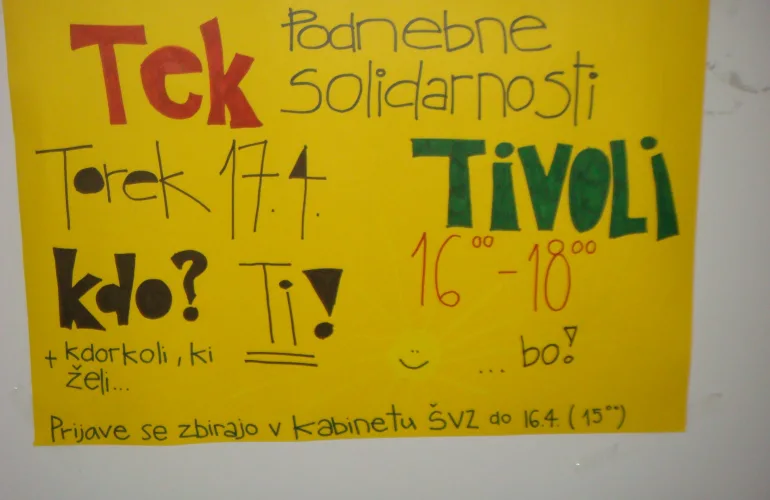 Tek Podnebne
solidarnosti
Torek 17.4. TiVOLi
16⁰⁰ - 18⁰⁰
kdo? Ti!
+ kdorkoli, ki
želi...
... bo!
Prijave se zbirajo v kabinetu ŠVZ do 16.4. (15⁰⁰)